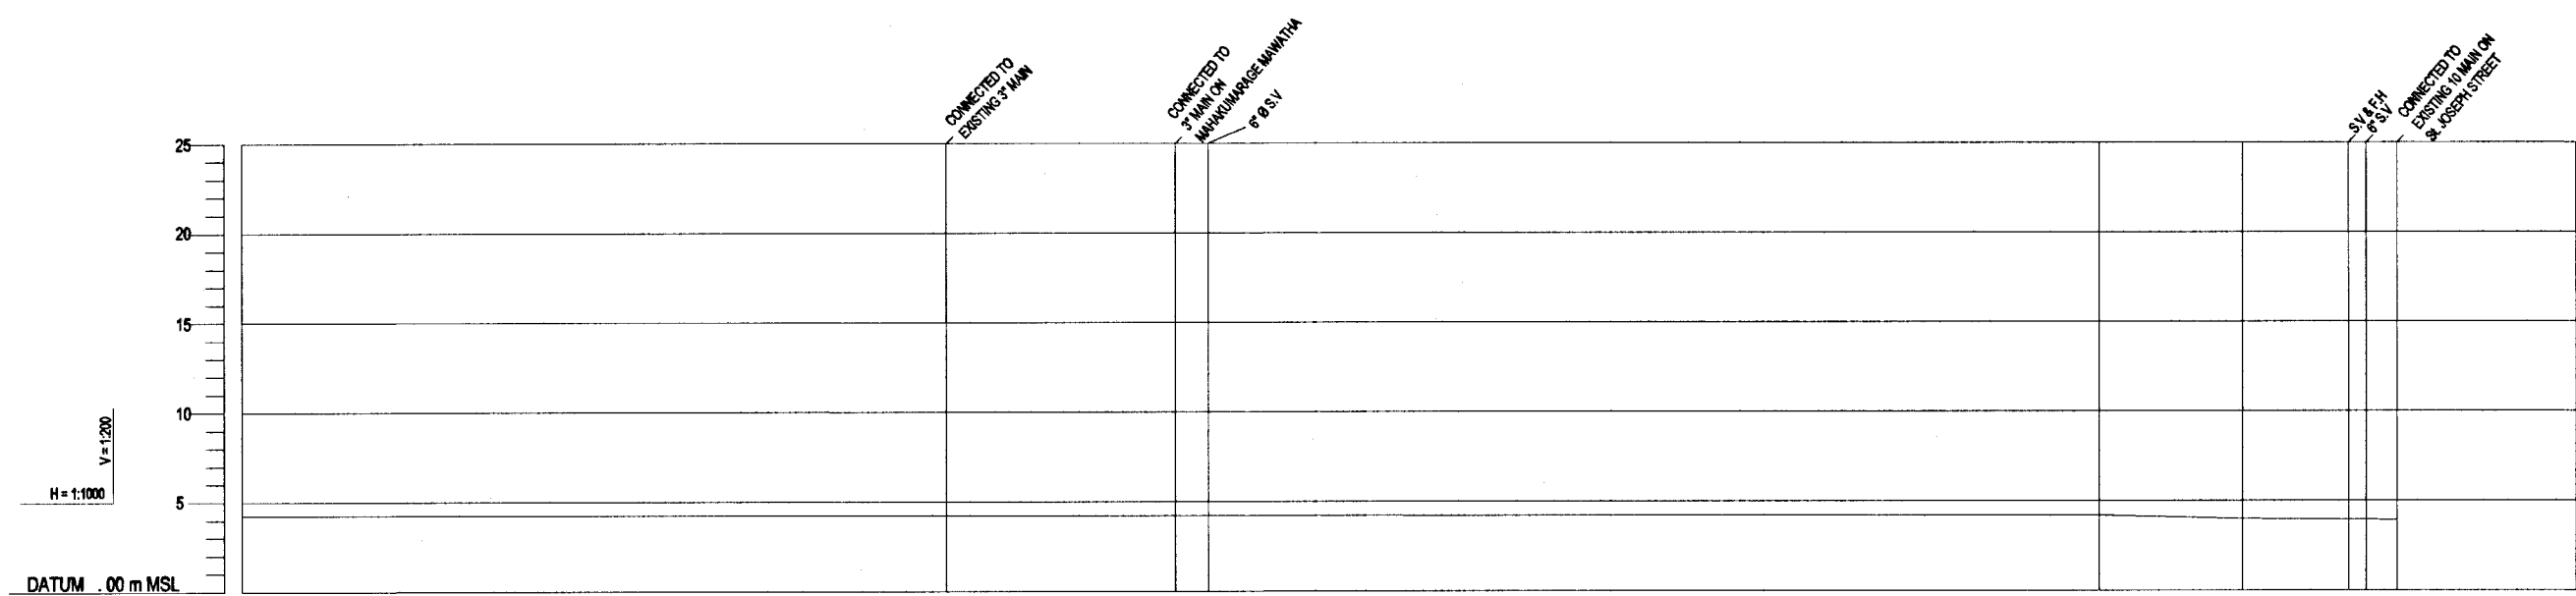 CONNECTED TO
EXISTING 3" MAIN
CONNECTED TO
3" MAIN ON
MAHAKUMARAGE MAWATHA
6" Ø S.V
S.V & F.H
6" S.V
CONNECTED TO
EXISTING 10 MAIN ON
St. JOSEPH STREET
25
20
15
10
5
V = 1:200
H = 1:1000
DATUM .00 m MSL